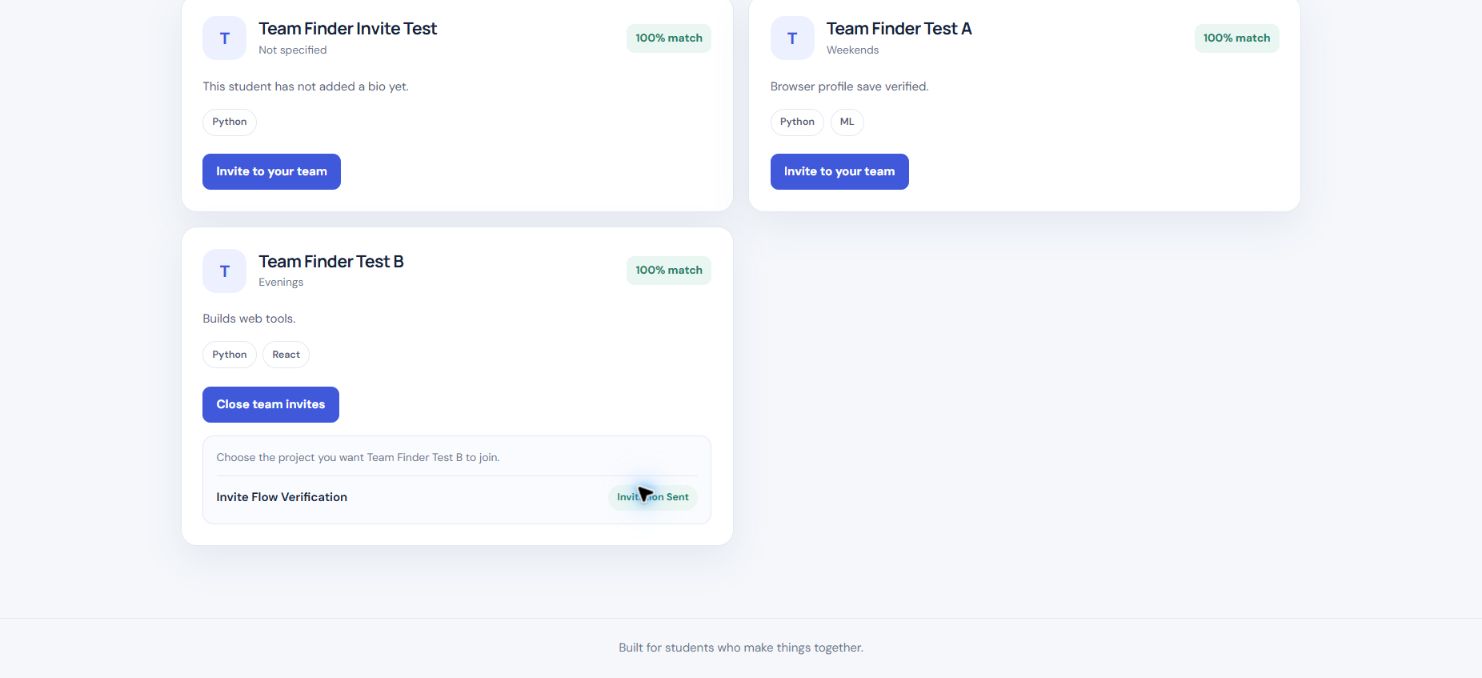 T
Team Finder Invite Test
Not specified
100% match
This student has not added a bio yet.
Python
Invite to your team
T
Team Finder Test A
Weekends
100% match
Browser profile save verified.
Python
ML
Invite to your team
T
Team Finder Test B
Evenings
100% match
Builds web tools.
Python
React
Close team invites
Choose the project you want Team Finder Test B to join.
Invite Flow Verification
Invitation Sent
Built for students who make things together.